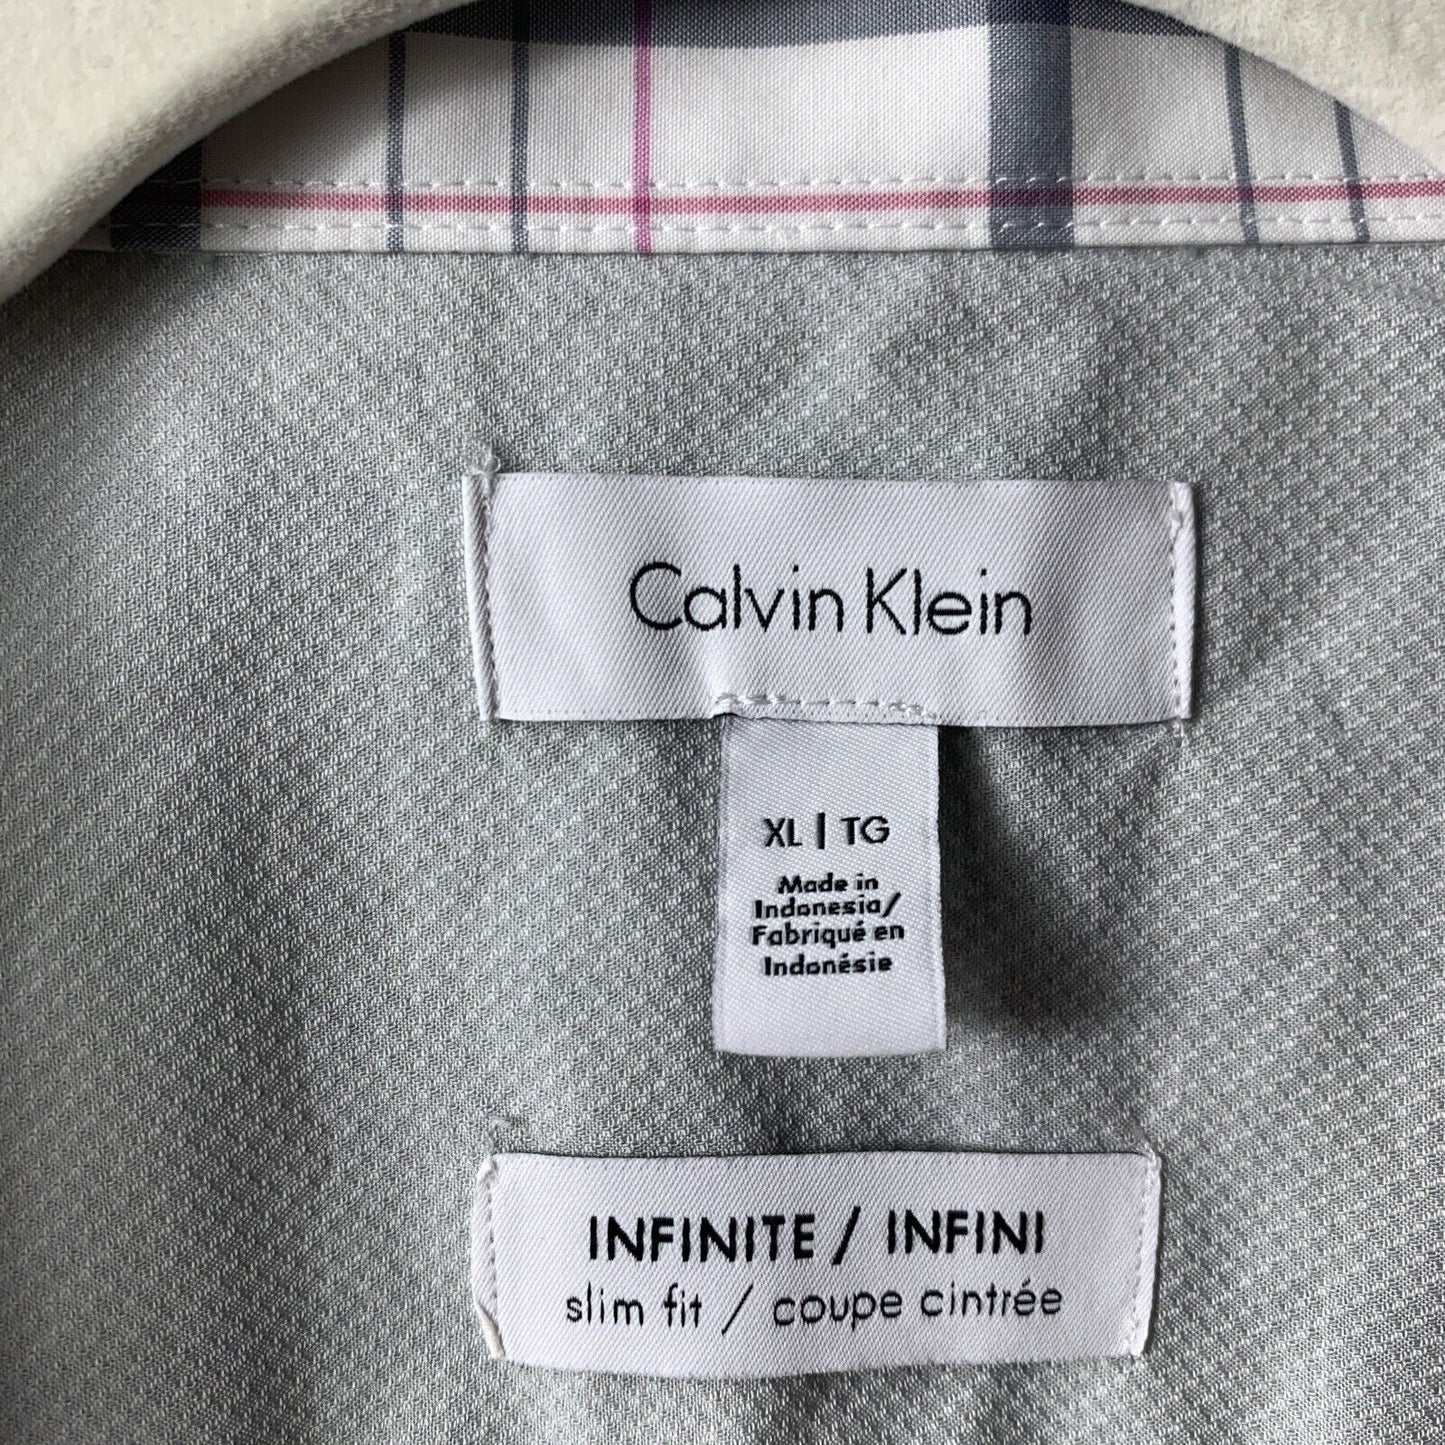 Calvin Klein
XL | TG
Made in
Indonesia/
Fabriqué en
Indonésie
INFINITE / INFINI
slim fit / coupe cintrée